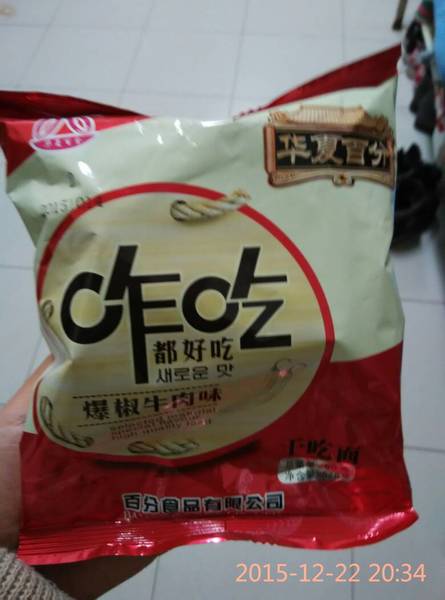 华夏百分
咋吃
都好吃
새로운 맛
爆椒牛肉味
干吃面
百分食品有限公司
2015-12-22 20:34